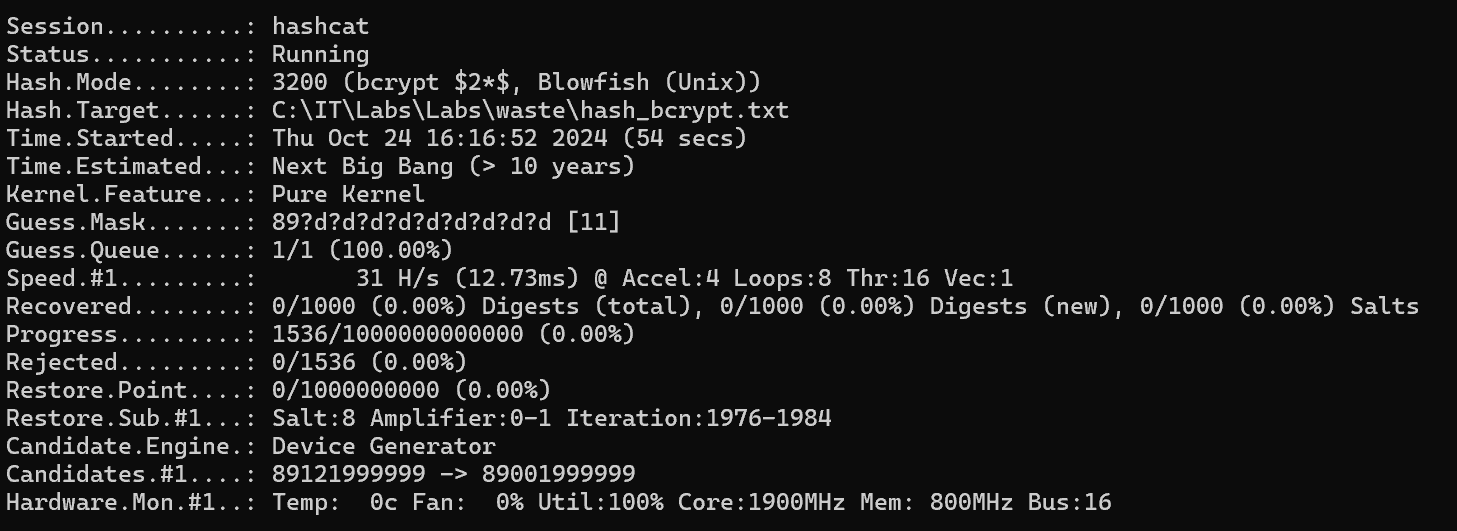 Session..........: hashcat
Status...........: Running
Hash.Mode........: 3200 (bcrypt $2*$, Blowfish (Unix))
Hash.Target......: C:\IT\Labs\Labs\waste\hash_bcrypt.txt
Time.Started.....: Thu Oct 24 16:16:52 2024 (54 secs)
Time.Estimated...: Next Big Bang (> 10 years)
Kernel.Feature...: Pure Kernel
Guess.Mask.......: 89?d?d?d?d?d?d?d?d?d [11]
Guess.Queue......: 1/1 (100.00%)
Speed.#1.........:       31 H/s (12.73ms) @ Accel:4 Loops:8 Thr:16 Vec:1
Recovered........: 0/1000 (0.00%) Digests (total), 0/1000 (0.00%) Digests (new), 0/1000 (0.00%) Salts
Progress.........: 1536/1000000000000 (0.00%)
Rejected.........: 0/1536 (0.00%)
Restore.Point....: 0/1000000000 (0.00%)
Restore.Sub.#1...: Salt:8 Amplifier:0-1 Iteration:1976-1984
Candidate.Engine.: Device Generator
Candidates.#1....: 89121999999 -> 89001999999
Hardware.Mon.#1..: Temp:  0c Fan:  0% Util:100% Core:1900MHz Mem: 800MHz Bus:16